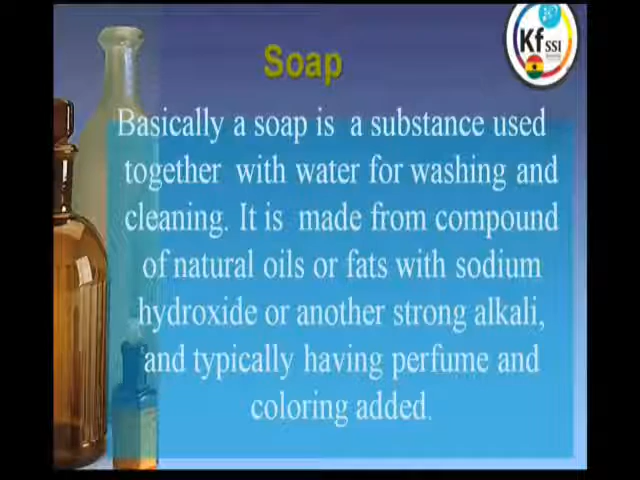 Soap
Kf
SSI
Basically a soap is a substance used
together with water for washing and
cleaning. It is made from compound
of natural oils or fats with sodium
hydroxide or another strong alkali,
and typically having perfume and
coloring added.